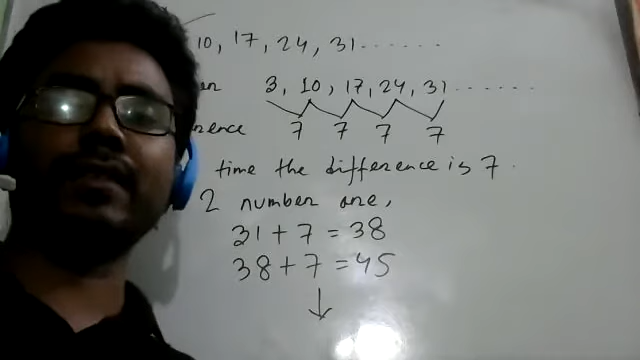 10, 17, 24, 31......
3, 10, 17, 24, 31......
7 7 7 7
time the difference is 7.
2 number are,
31 + 7 = 38
38 + 7 = 45
↓